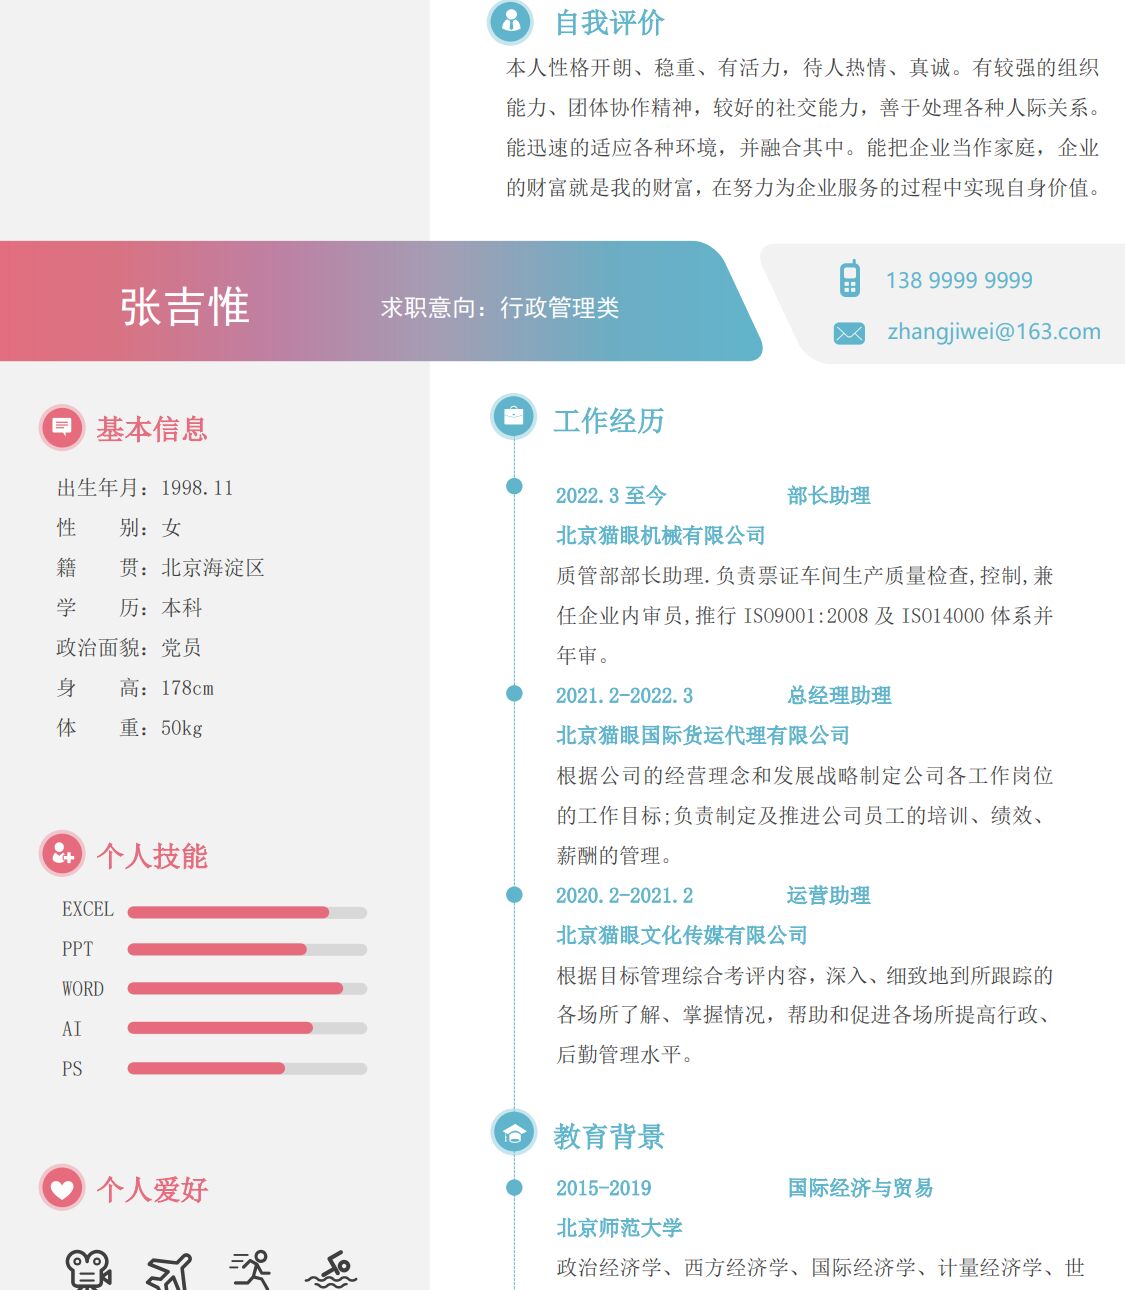 自我评价
本人性格开朗、稳重、有活力，待人热情、真诚。有较强的组织
能力、团体协作精神，较好的社交能力，善于处理各种人际关系。
能迅速的适应各种环境，并融合其中。能把企业当作家庭，企业
的财富就是我的财富，在努力为企业服务的过程中实现自身价值。
张吉惟
求职意向：行政管理类
138 9999 9999
zhangjiwei@163.com
基本信息
出生年月：1998.11
性　　别：女
籍　　贯：北京海淀区
学　　历：本科
政治面貌：党员
身　　高：178cm
体　　重：50kg
个人技能
EXCEL
PPT
WORD
AI
PS
个人爱好
工作经历
2022.3 至今 部长助理
北京猫眼机械有限公司
质管部部长助理.负责票证车间生产质量检查,控制,兼
任企业内审员,推行 ISO9001:2008 及 ISO14000 体系并
年审。
2021.2-2022.3 总经理助理
北京猫眼国际货运代理有限公司
根据公司的经营理念和发展战略制定公司各工作岗位
的工作目标;负责制定及推进公司员工的培训、绩效、
薪酬的管理。
2020.2-2021.2 运营助理
北京猫眼文化传媒有限公司
根据目标管理综合考评内容，深入、细致地到所跟踪的
各场所了解、掌握情况，帮助和促进各场所提高行政、
后勤管理水平。
教育背景
2015-2019 国际经济与贸易
北京师范大学
政治经济学、西方经济学、国际经济学、计量经济学、世